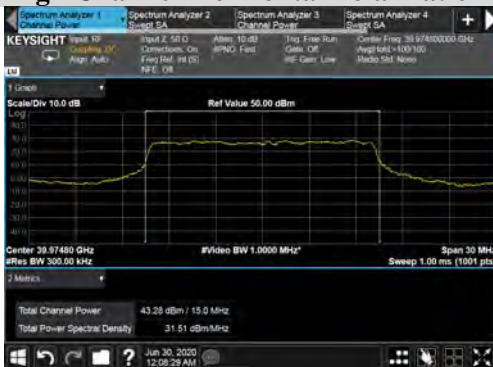 Spectrum Analyzer 1
Channel Power
Spectrum Analyzer 2
Swept SA
Spectrum Analyzer 3
Channel Power
Spectrum Analyzer 4
Swept SA
KEYSIGHT
Input: RF
Coupling: DC
Align: Auto
Input Z: 50 Ω
Corrections: On
Freq Ref: Int (S)
NFE: Off
Atten: 10 dB
#PNO: Fast
Trig: Free Run
Gate: Off
#IF Gain: Low
Center Freq: 39.974800000 GHz
Avg|Hold:>100/100
Radio Std: None
LM
1 Graph
Scale/Div 10.0 dB
Ref Value 50.00 dBm
Log
Center 39.97480 GHz
#Video BW 1.0000 MHz*
Span 30 MHz
#Res BW 300.00 kHz
Sweep 1.00 ms (1001 pts)
2 Metrics
Total Channel Power 43.28 dBm / 15.0 MHz
Total Power Spectral Density 31.51 dBm/MHz
Jun 30, 2020
12:08:29 AM